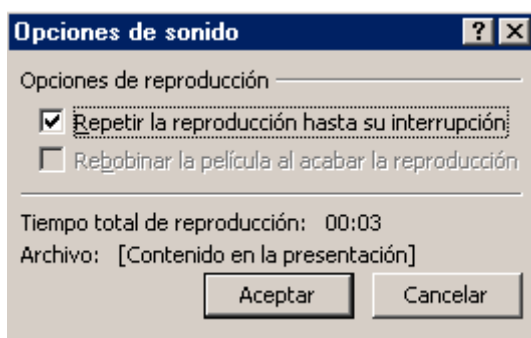 Opciones de sonido
Opciones de reproducción
Repetir la reproducción hasta su interrupción
Rebobinar la película al acabar la reproducción
Tiempo total de reproducción: 00:03
Archivo: [Contenido en la presentación]
Aceptar Cancelar